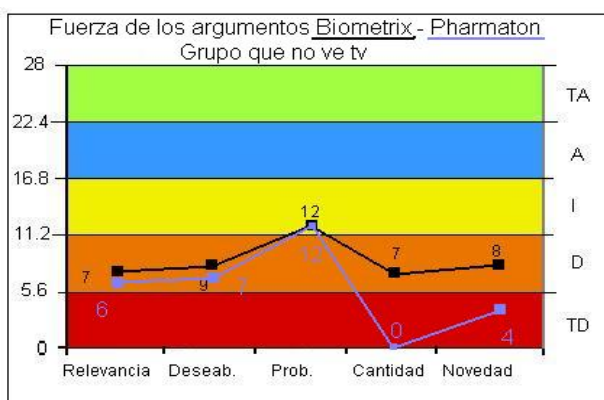 Fuerza de los argumentos Biometrix - Pharmaton
Grupo que no ve tv
28
22.4
16.8
11.2
5.6
0
TA
A
I
D
TD
7
9
12
7
8
6
7
12
0
4
Relevancia Deseab. Prob. Cantidad Novedad